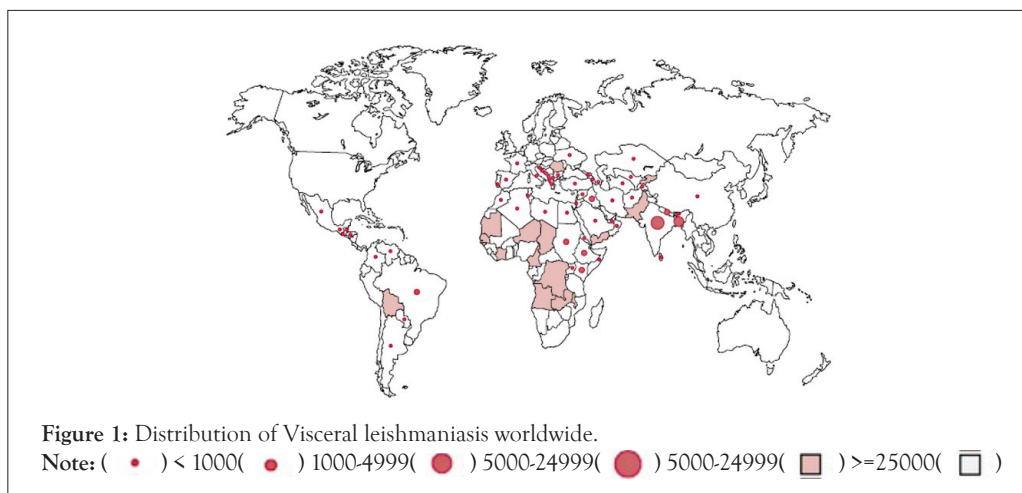 Figure 1: Distribution of Visceral leishmaniasis worldwide.
Note: ( ) < 1000( ) 1000-4999( ) 5000-24999( ) 5000-24999( ) >=25000( )